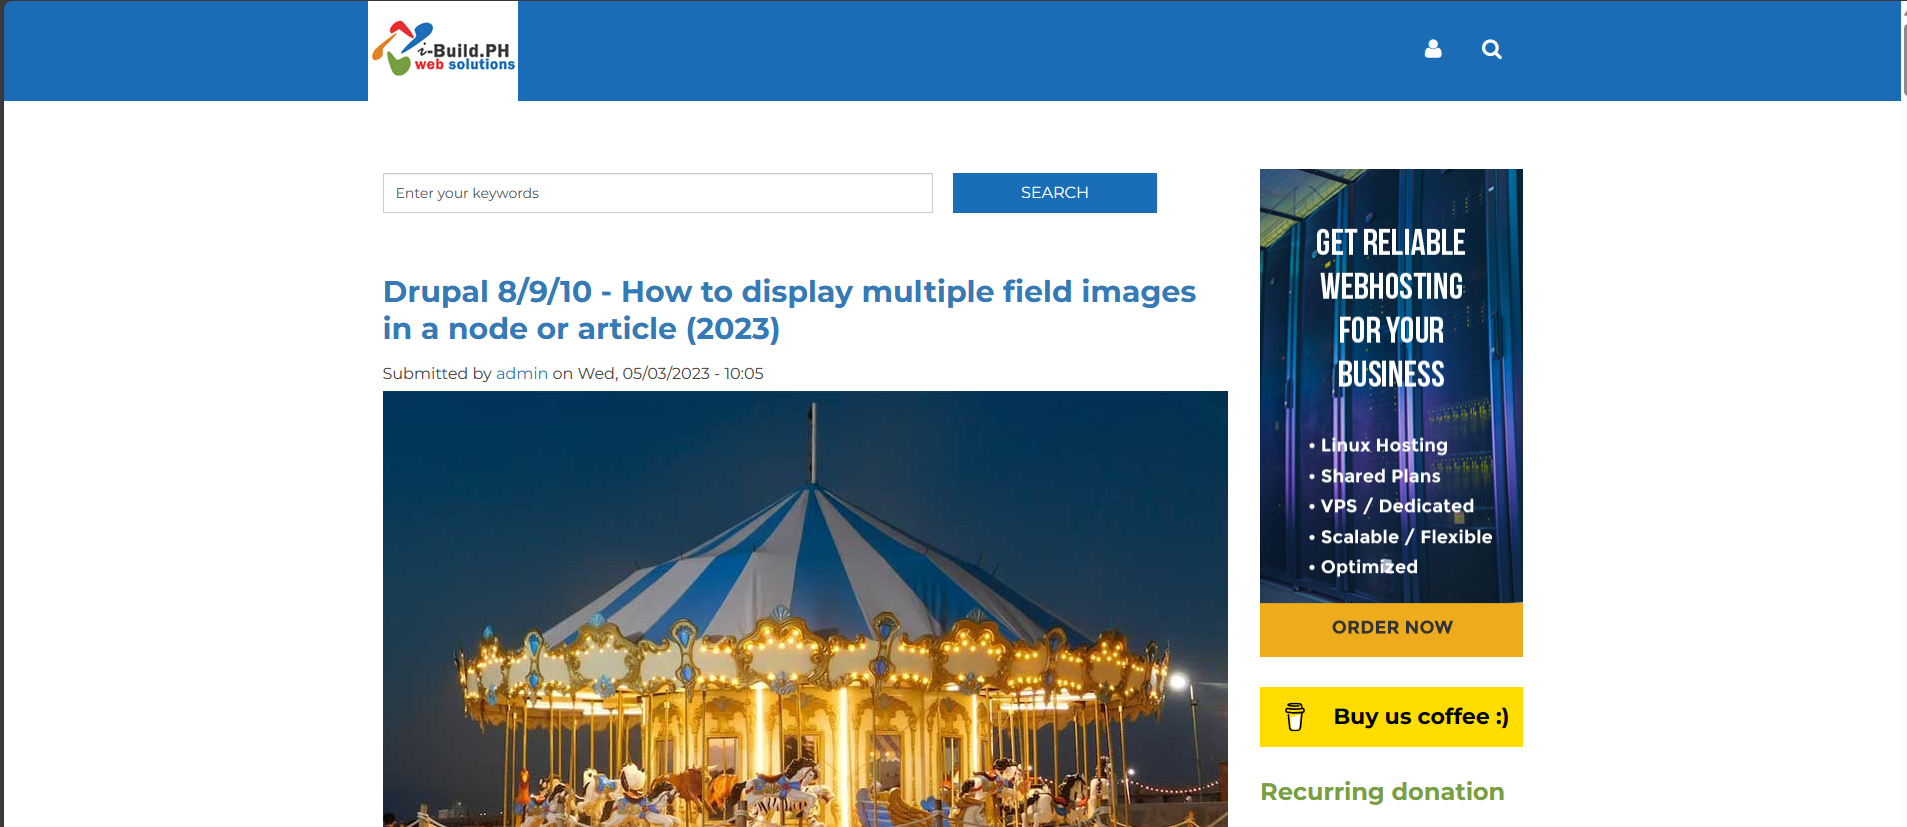 i-Build.PH
web solutions
Enter your keywords
SEARCH
Drupal 8/9/10 - How to display multiple field images
in a node or article (2023)
Submitted by admin on Wed, 05/03/2023 - 10:05
GET RELIABLE
WEBHOSTING
FOR YOUR
BUSINESS
• Linux Hosting
• Shared Plans
• VPS / Dedicated
• Scalable / Flexible
• Optimized
ORDER NOW
Buy us coffee :)
Recurring donation